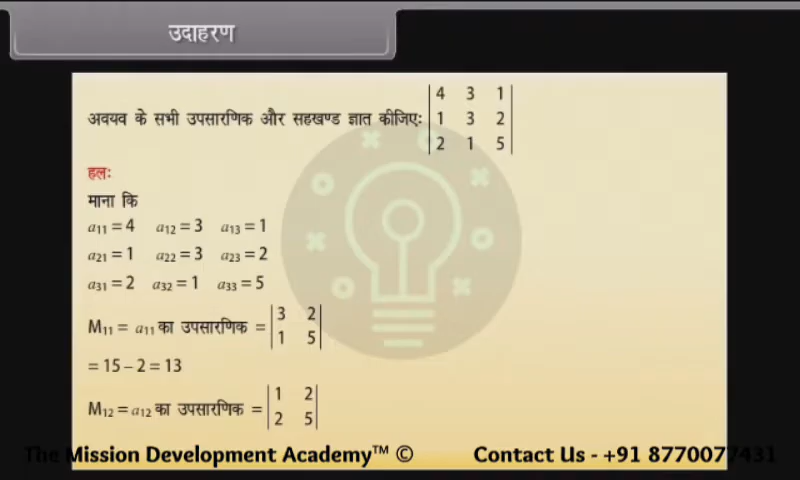 उदाहरण
अवयव के सभी उपसारणिक और सहखण्ड ज्ञात कीजिएः
4 3 1
1 3 2
2 1 5
हलः
माना कि
a11 = 4 a12 = 3 a13 = 1
a21 = 1 a22 = 3 a23 = 2
a31 = 2 a32 = 1 a33 = 5
M11 = a11 का उपसारणिक = |3 2|
|1 5|
= 15 – 2 = 13
M12 = a12 का उपसारणिक = |1 2|
|2 5|
The Mission Development Academy™ © Contact Us - +91 8770077431